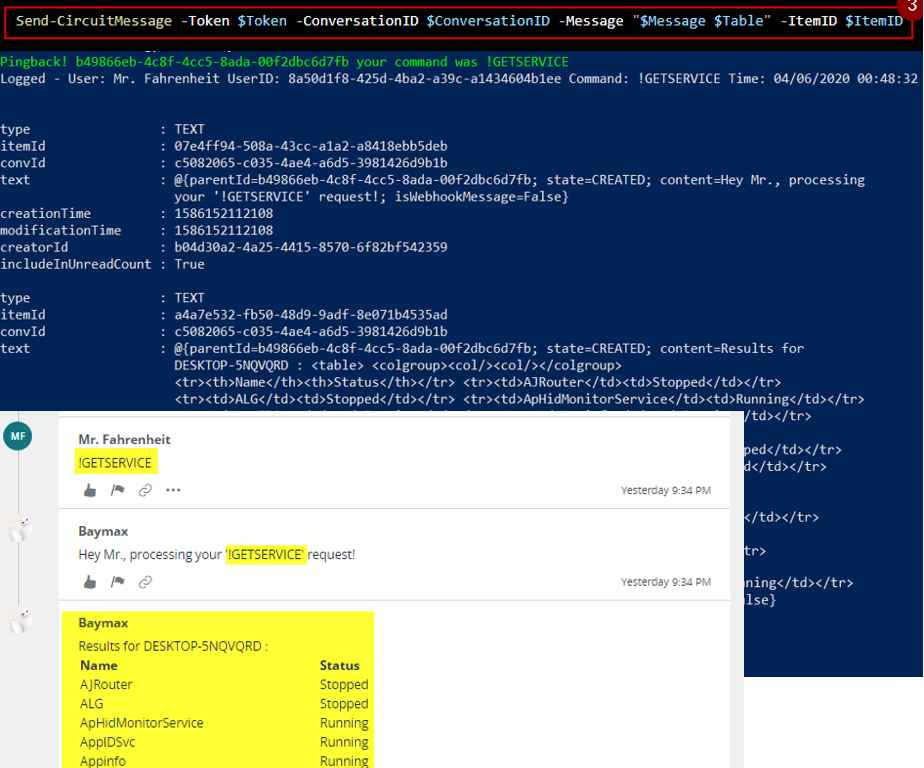 3
Send-CircuitMessage -Token $Token -ConversationID $ConversationID -Message "$Message $Table" -ItemID $ItemID
Pingback! b49866eb-4c8f-4cc5-8ada-00f2dbc6d7fb your command was !GETSERVICE
Logged - User: Mr. Fahrenheit UserID: 8a50d1f8-425d-4ba2-a39c-a1434604b1ee Command: !GETSERVICE Time: 04/06/2020 00:48:32
type : TEXT
itemId : 07e4ff94-508a-43cc-a1a2-a8418ebb5deb
convId : c5082065-c035-4ae4-a6d5-3981426d9b1b
text : @{parentId=b49866eb-4c8f-4cc5-8ada-00f2dbc6d7fb; state=CREATED; content=Hey Mr., processing
your '!GETSERVICE' request!; isWebhookMessage=False}
creationTime : 1586152112108
modificationTime : 1586152112108
creatorId : b04d30a2-4a25-4415-8570-6f82bf542359
includeInUnreadCount : True
type : TEXT
itemId : a4a7e532-fb50-48d9-9adf-8e071b4535ad
convId : c5082065-c035-4ae4-a6d5-3981426d9b1b
text : @{parentId=b49866eb-4c8f-4cc5-8ada-00f2dbc6d7fb; state=CREATED; content=Results for
DESKTOP-5NQVQRD : <table> <colgroup><col/><col/></colgroup>
<tr><th>Name</th><th>Status</th></tr> <tr><td>AJRouter</td><td>Stopped</td></tr>
<tr><td>ALG</td><td>Stopped</td></tr> <tr><td>ApHidMonitorService</td><td>Running</td></tr>
/td></tr>
ped</td></tr>
d</td></tr>
</td></tr>
tr>
ning</td></tr>
lse}
MF
Mr. Fahrenheit
!GETSERVICE
Yesterday 9:34 PM
Baymax
Hey Mr., processing your '!GETSERVICE' request!
Yesterday 9:34 PM
Baymax
Results for DESKTOP-5NQVQRD :
Name Status
AJRouter Stopped
ALG Stopped
ApHidMonitorService Running
AppIDSvc Running
Appinfo Running